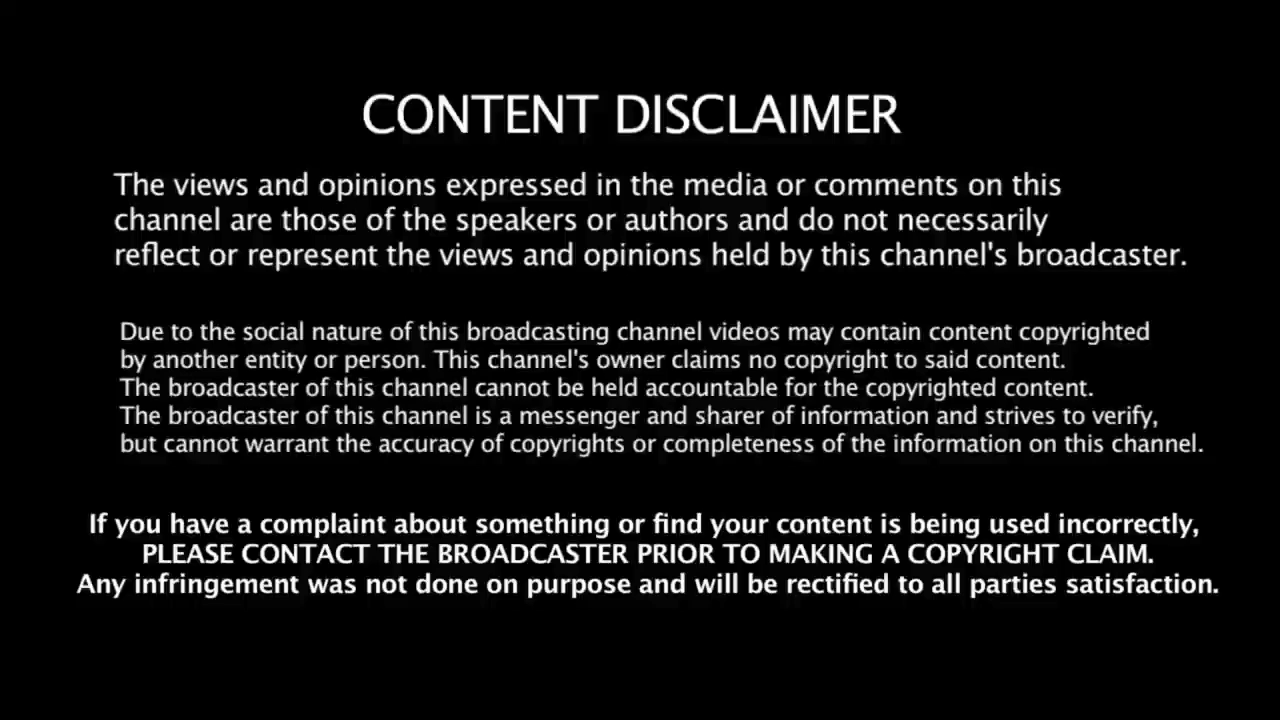 CONTENT DISCLAIMER
The views and opinions expressed in the media or comments on this
channel are those of the speakers or authors and do not necessarily
reflect or represent the views and opinions held by this channel's broadcaster.
Due to the social nature of this broadcasting channel videos may contain content copyrighted
by another entity or person. This channel's owner claims no copyright to said content.
The broadcaster of this channel cannot be held accountable for the copyrighted content.
The broadcaster of this channel is a messenger and sharer of information and strives to verify,
but cannot warrant the accuracy of copyrights or completeness of the information on this channel.
If you have a complaint about something or find your content is being used incorrectly,
PLEASE CONTACT THE BROADCASTER PRIOR TO MAKING A COPYRIGHT CLAIM.
Any infringement was not done on purpose and will be rectified to all parties satisfaction.